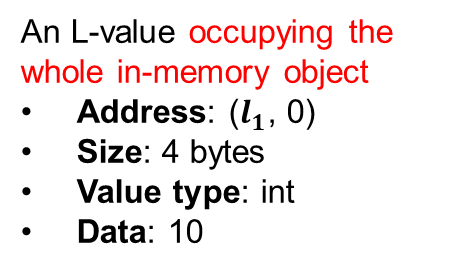 An L-value occupying the
whole in-memory object
• Address: (l₁, 0)
• Size: 4 bytes
• Value type: int
• Data: 10